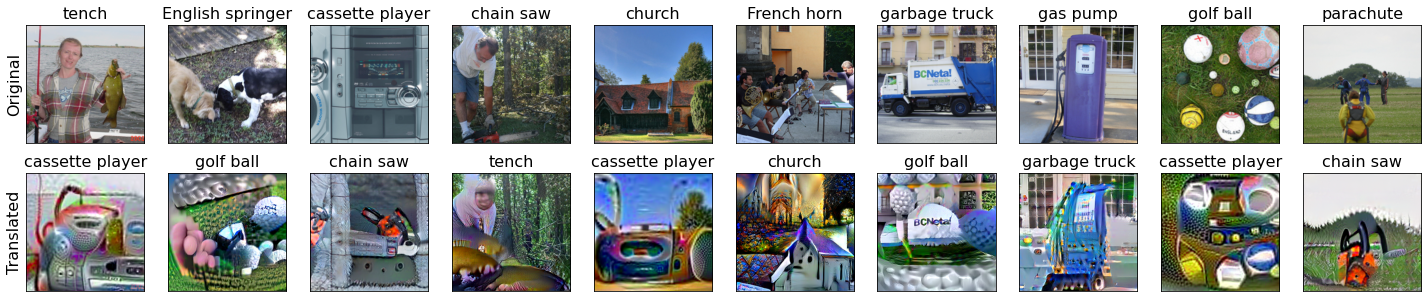 tench English springer cassette player chain saw church French horn garbage truck gas pump golf ball parachute
Original
BCNeta!
ENGLAND
cassette player golf ball chain saw tench cassette player church golf ball garbage truck cassette player chain saw
Translated
BCNeta!